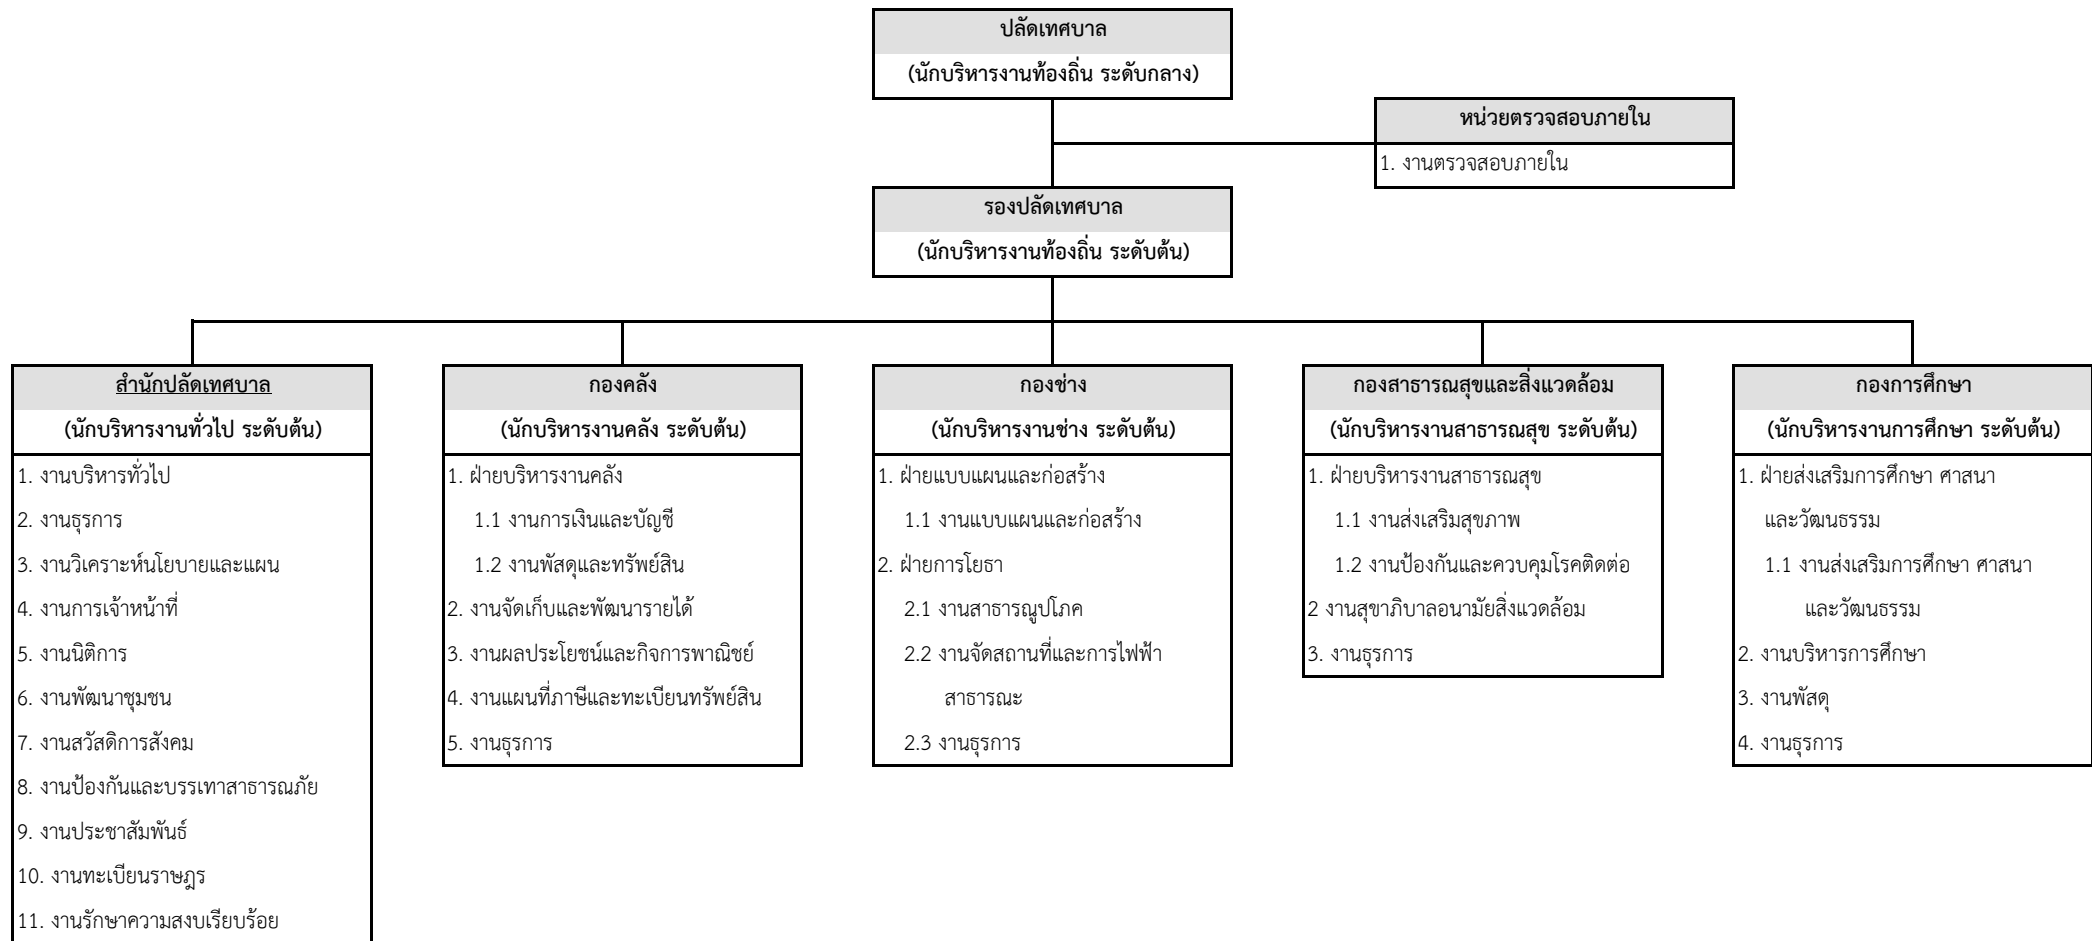 ปลัดเทศบาล
(นักบริหารงานท้องถิ่น ระดับกลาง)
หน่วยตรวจสอบภายใน
1. งานตรวจสอบภายใน
รองปลัดเทศบาล
(นักบริหารงานท้องถิ่น ระดับต้น)
สำนักปลัดเทศบาล
(นักบริหารงานทั่วไป ระดับต้น)
1. งานบริหารทั่วไป
2. งานธุรการ
3. งานวิเคราะห์นโยบายและแผน
4. งานการเจ้าหน้าที่
5. งานนิติการ
6. งานพัฒนาชุมชน
7. งานสวัสดิการสังคม
8. งานป้องกันและบรรเทาสาธารณภัย
9. งานประชาสัมพันธ์
10. งานทะเบียนราษฎร
11. งานรักษาความสงบเรียบร้อย
กองคลัง
(นักบริหารงานคลัง ระดับต้น)
1. ฝ่ายบริหารงานคลัง
1.1 งานการเงินและบัญชี
1.2 งานพัสดุและทรัพย์สิน
2. งานจัดเก็บและพัฒนารายได้
3. งานผลประโยชน์และกิจการพาณิชย์
4. งานแผนที่ภาษีและทะเบียนทรัพย์สิน
5. งานธุรการ
กองช่าง
(นักบริหารงานช่าง ระดับต้น)
1. ฝ่ายแบบแผนและก่อสร้าง
1.1 งานแบบแผนและก่อสร้าง
2. ฝ่ายการโยธา
2.1 งานสาธารณูปโภค
2.2 งานจัดสถานที่และการไฟฟ้า
สาธารณะ
2.3 งานธุรการ
กองสาธารณสุขและสิ่งแวดล้อม
(นักบริหารงานสาธารณสุข ระดับต้น)
1. ฝ่ายบริหารงานสาธารณสุข
1.1 งานส่งเสริมสุขภาพ
1.2 งานป้องกันและควบคุมโรคติดต่อ
2 งานสุขาภิบาลอนามัยสิ่งแวดล้อม
3. งานธุรการ
กองการศึกษา
(นักบริหารงานการศึกษา ระดับต้น)
1. ฝ่ายส่งเสริมการศึกษา ศาสนา
และวัฒนธรรม
1.1 งานส่งเสริมการศึกษา ศาสนา
และวัฒนธรรม
2. งานบริหารการศึกษา
3. งานพัสดุ
4. งานธุรการ